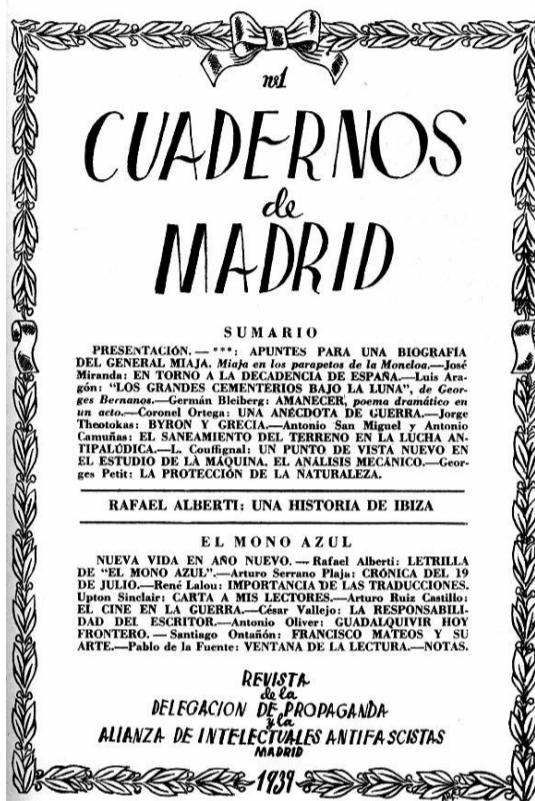 nº1
CUADERNOS
de
MADRID
SUMARIO
PRESENTACIÓN. — ***: APUNTES PARA UNA BIOGRAFÍA
DEL GENERAL MIAJA. Miaja en los parapetos de la Moncloa.—José
Miranda: EN TORNO A LA DECADENCIA DE ESPAÑA.—Luis Ara-
gón: "LOS GRANDES CEMENTERIOS BAJO LA LUNA", de Geor-
ges Bernanos.—Germán Bleiberg: AMANECER, poema dramático en
un acto.—Coronel Ortega: UNA ANÉCDOTA DE GUERRA.—Jorge
Theotokas: BYRON Y GRECIA.—Antonio San Miguel y Antonio
Camuñas: EL SANEAMIENTO DEL TERRENO EN LA LUCHA AN-
TIPALÚDICA.—L. Couffignal: UN PUNTO DE VISTA NUEVO EN
EL ESTUDIO DE LA MÁQUINA. EL ANÁLISIS MECÁNICO.—Geor-
ges Petit: LA PROTECCIÓN DE LA NATURALEZA.
RAFAEL ALBERTI: UNA HISTORIA DE IBIZA
EL MONO AZUL
NUEVA VIDA EN AÑO NUEVO. — Rafael Alberti: LETRILLA
DE "EL MONO AZUL".—Arturo Serrano Plaja: CRÓNICA DEL 19
DE JULIO.—René Lalou: IMPORTANCIA DE LAS TRADUCCIONES.
Upton Sinclair: CARTA A MIS LECTORES.—Arturo Ruiz Castillo:
EL CINE EN LA GUERRA.—César Vallejo: LA RESPONSABILI-
DAD DEL ESCRITOR.—Antonio Oliver: GUADALQUIVIR HOY
FRONTERO. — Santiago Ontañón: FRANCISCO MATEOS Y SU
ARTE.—Pablo de la Fuente: VENTANA DE LA LECTURA.—NOTAS.
REVISTA
de la
DELEGACION DE PROPAGANDA
y la
ALIANZA DE INTELECTUALES ANTIFASCISTAS
MADRID
1939